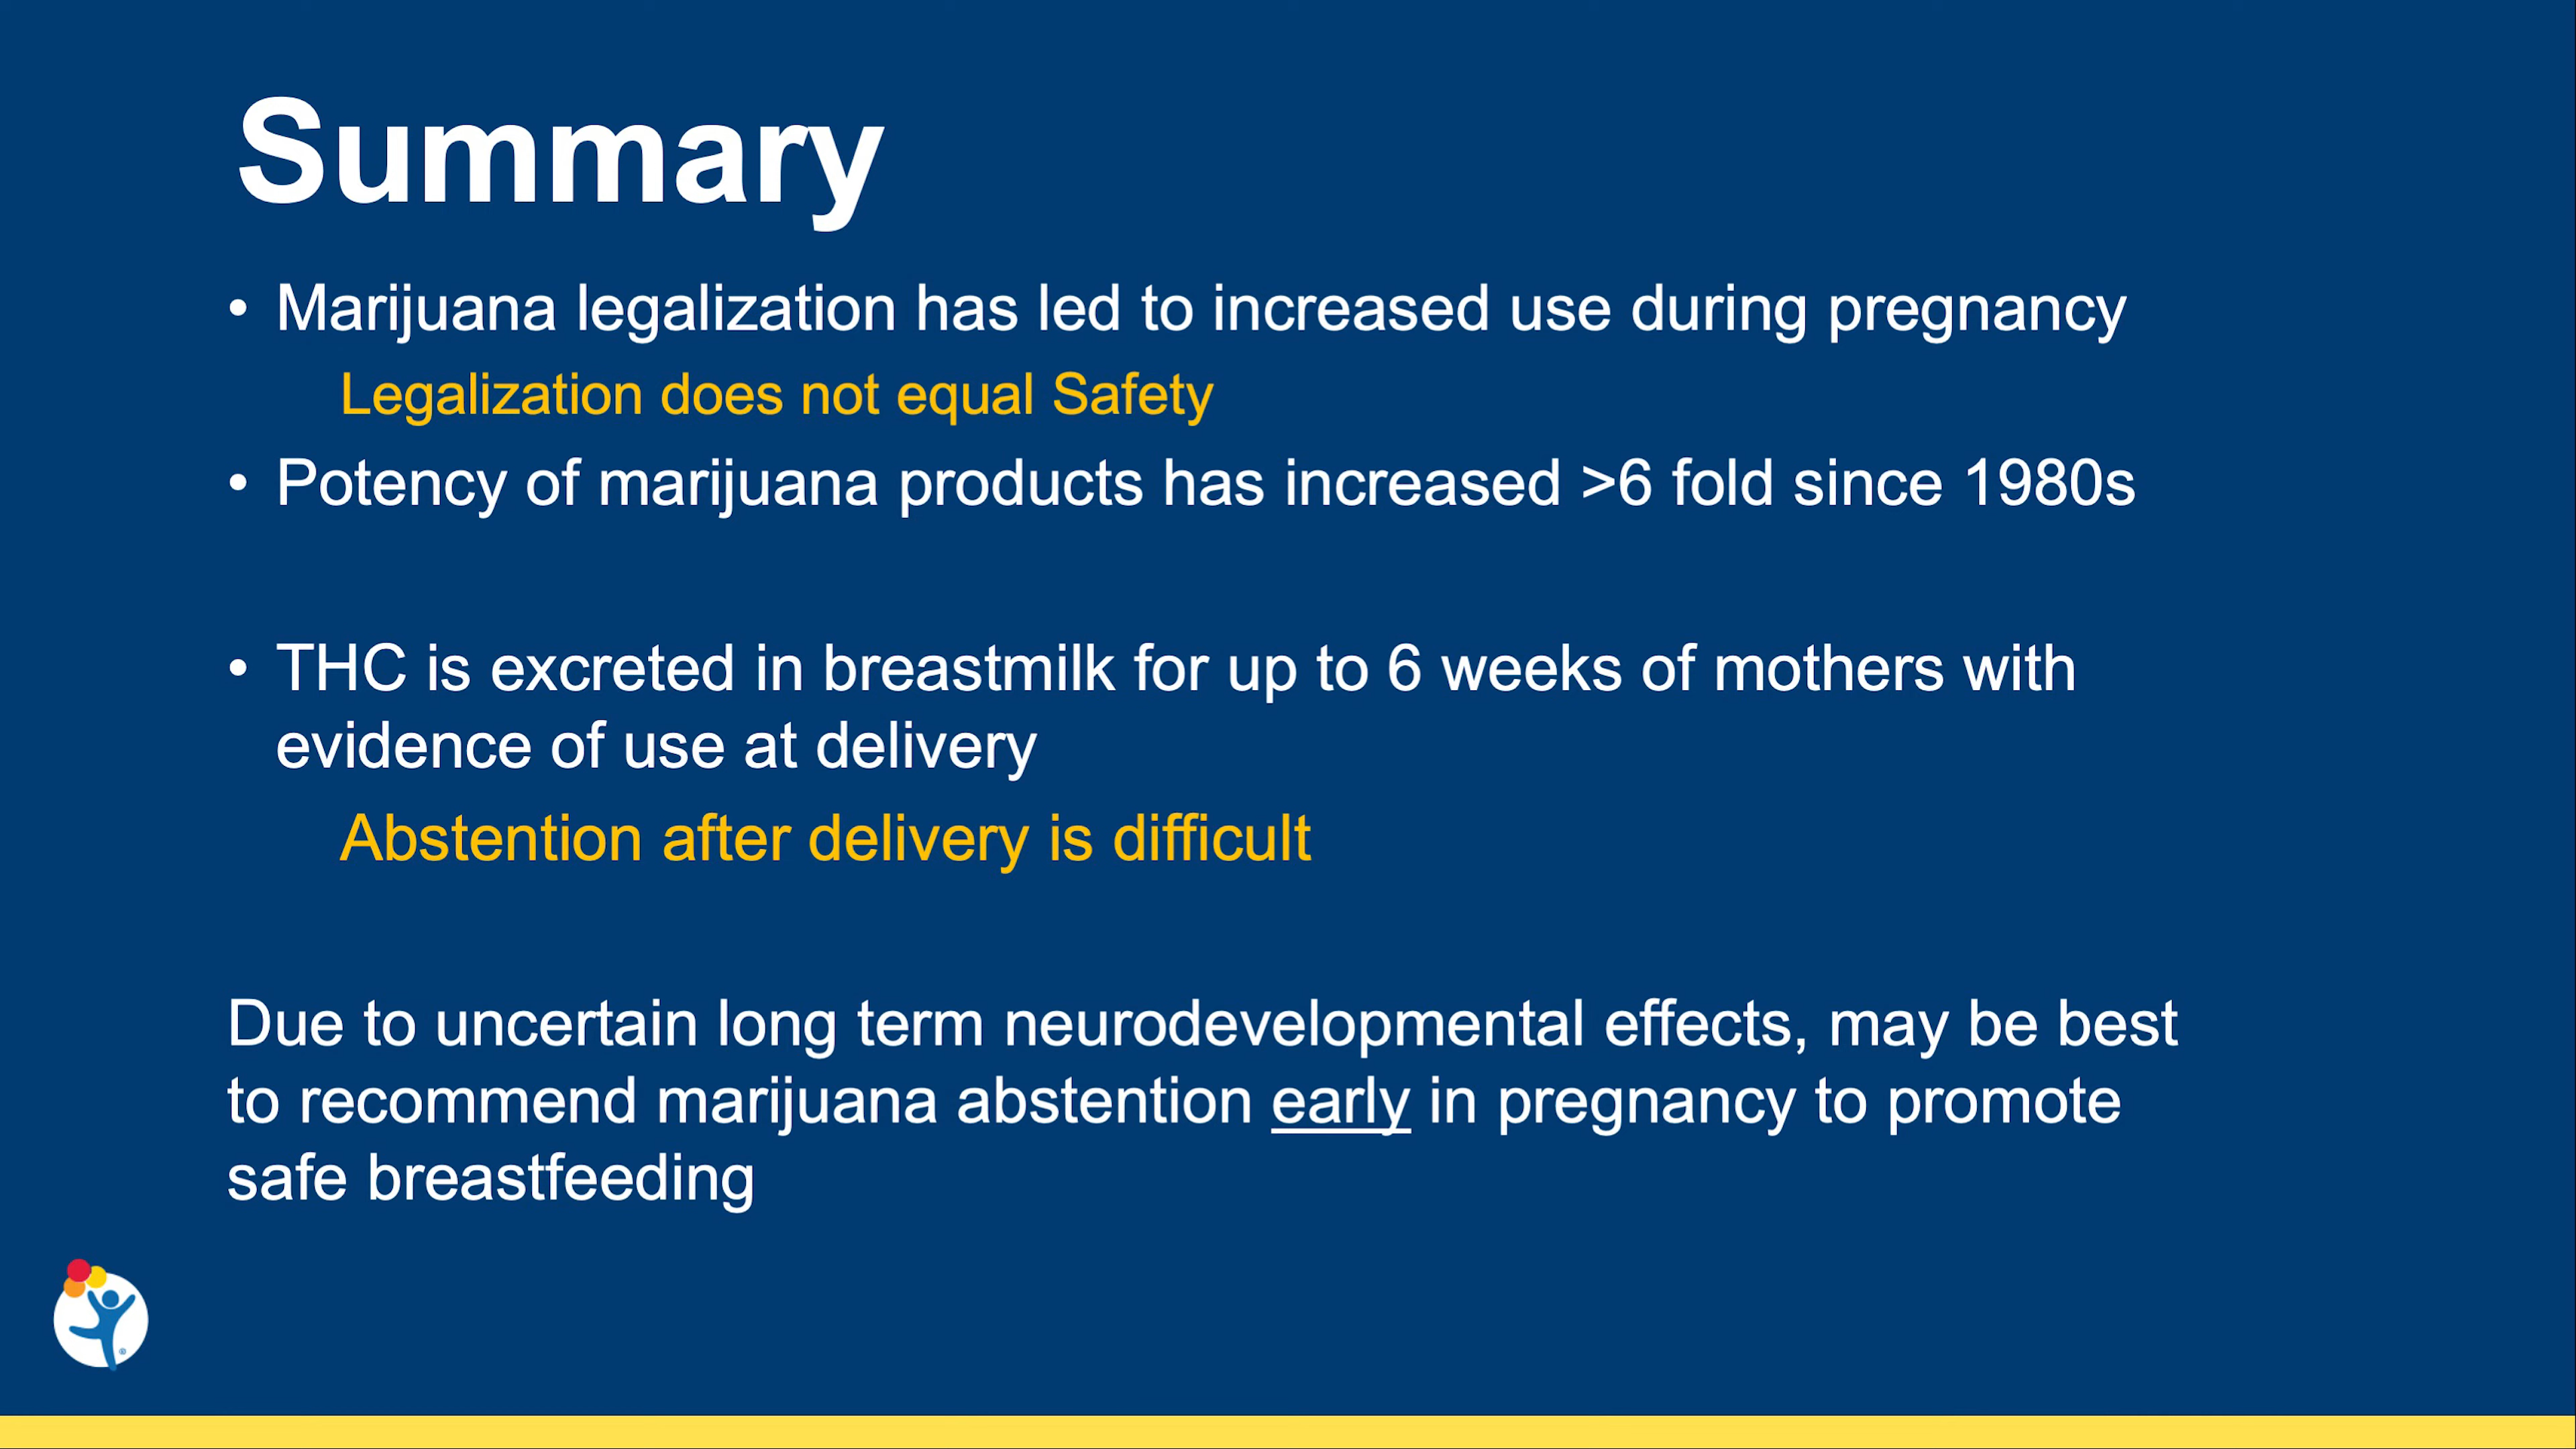 Summary
• Marijuana legalization has led to increased use during pregnancy
Legalization does not equal Safety
• Potency of marijuana products has increased >6 fold since 1980s
• THC is excreted in breastmilk for up to 6 weeks of mothers with
evidence of use at delivery
Abstention after delivery is difficult
Due to uncertain long term neurodevelopmental effects, may be best
to recommend marijuana abstention early in pregnancy to promote
safe breastfeeding
®